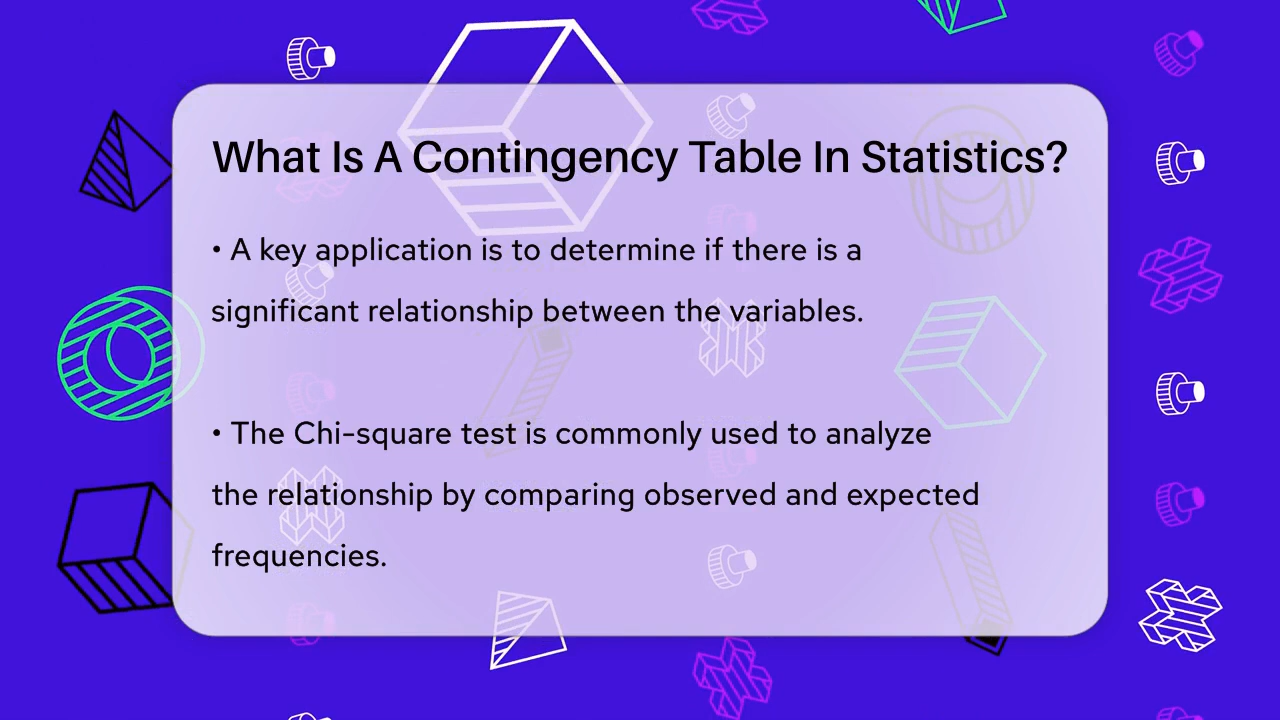 What Is A Contingency Table In Statistics?
• A key application is to determine if there is a
significant relationship between the variables.
• The Chi-square test is commonly used to analyze
the relationship by comparing observed and expected
frequencies.